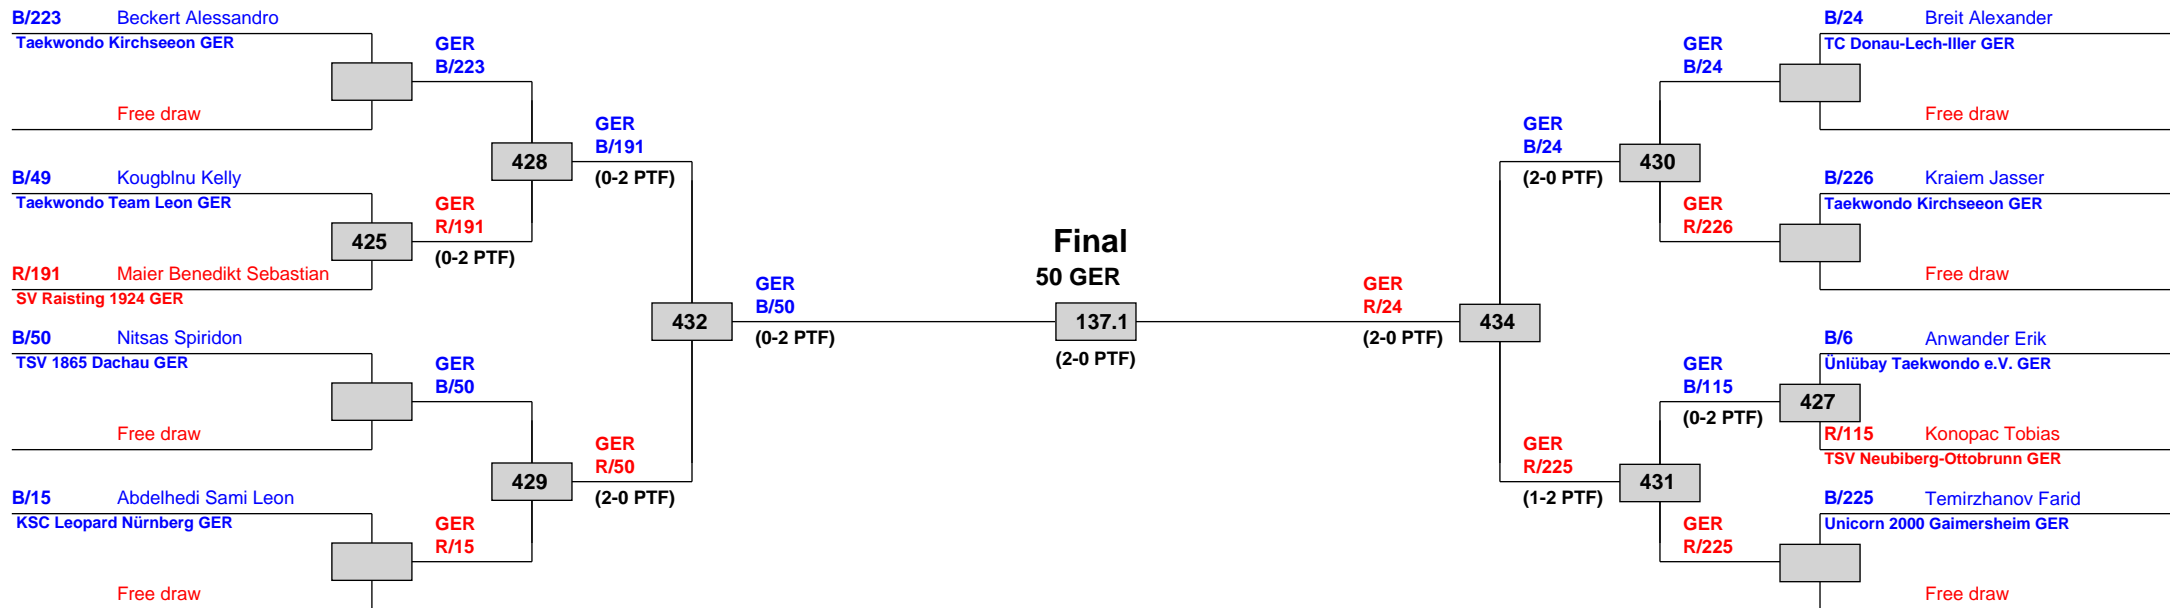 B/223 Beckert Alessandro
Taekwondo Kirchseeon GER
Free draw
B/49 Kougblnu Kelly
Taekwondo Team Leon GER
R/191 Maier Benedikt Sebastian
SV Raisting 1924 GER
B/50 Nitsas Spiridon
TSV 1865 Dachau GER
Free draw
B/15 Abdelhedi Sami Leon
KSC Leopard Nürnberg GER
Free draw
GER
B/223
425
GER
R/191
(0-2 PTF)
GER
B/50
GER
R/15
428
GER
B/191
(0-2 PTF)
429
GER
R/50
(2-0 PTF)
432
GER
B/50
(0-2 PTF)
Final
50 GER
137.1
(2-0 PTF)
GER
R/24
(2-0 PTF)
434
GER
B/24
(2-0 PTF)
430
GER
R/225
(1-2 PTF)
431
GER
B/24
GER
R/226
GER
B/115
(0-2 PTF)
427
GER
R/225
B/24 Breit Alexander
TC Donau-Lech-Iller GER
Free draw
B/226 Kraiem Jasser
Taekwondo Kirchseeon GER
Free draw
B/6 Anwander Erik
Ünlübay Taekwondo e.V. GER
R/115 Konopac Tobias
TSV Neubiberg-Ottobrunn GER
B/225 Temirzhanov Farid
Unicorn 2000 Gaimersheim GER
Free draw